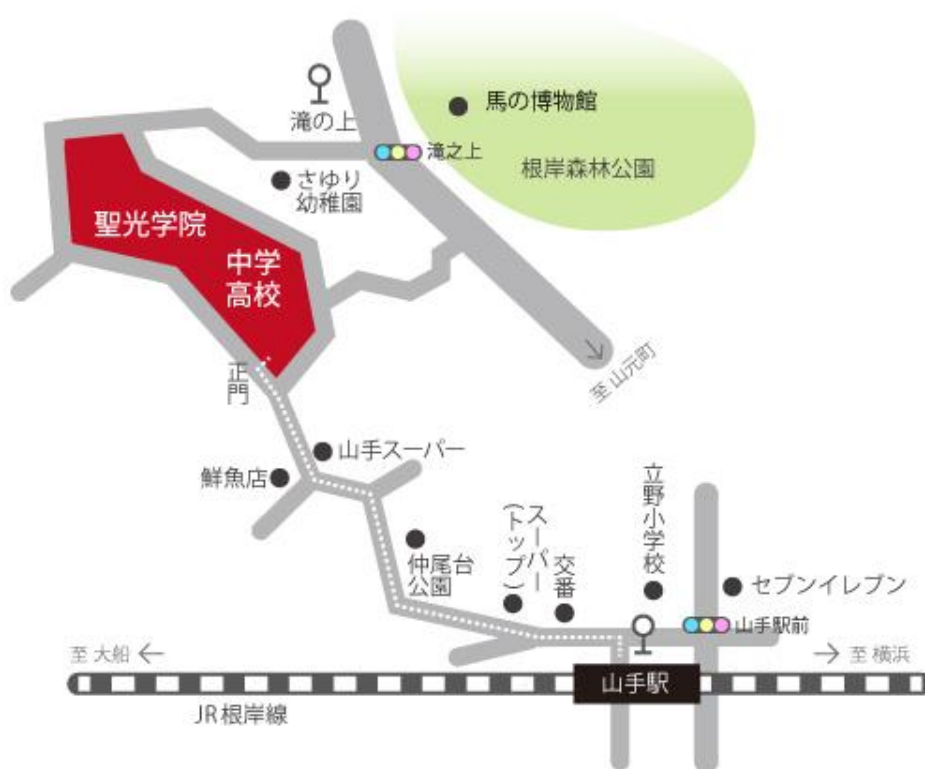 馬の博物館
滝の上
滝之上
根岸森林公園
さゆり
幼稚園
聖光学院
中学
高校
至 山元町
正門
山手スーパー
鮮魚店
立野小学校
スーパー
(トップ)
交番
仲尾台
公園
セブンイレブン
山手駅前
至 大船
至 横浜
山手駅
JR根岸線